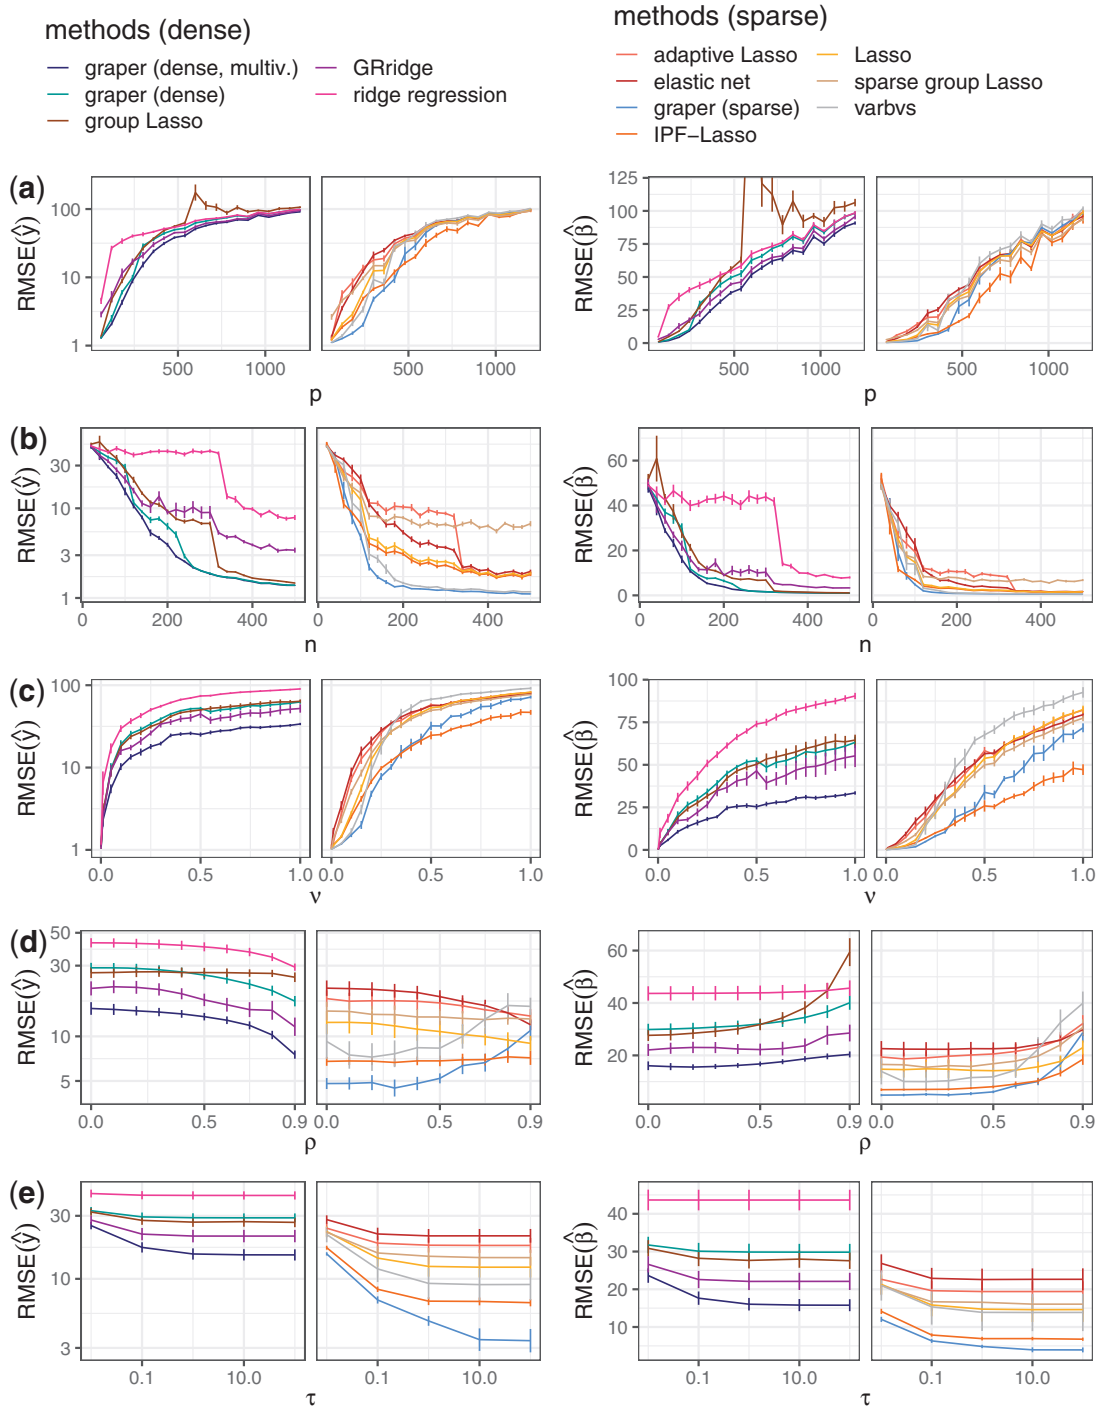 methods (dense)
graper (dense, multiv.)
graper (dense)
group Lasso
GRridge
ridge regression
methods (sparse)
adaptive Lasso
elastic net
graper (sparse)
IPF−Lasso
Lasso
sparse group Lasso
varbvs
(a)
RMSE(ŷ)
100
10
1
500 1000 500 1000
p
RMSE(β̂)
125
100
75
50
25
0
500 1000 500 1000
p
(b)
RMSE(ŷ)
30
10
3
1
0 200 400 0 200 400
n
RMSE(β̂)
60
40
20
0
0 200 400 0 200 400
n
(c)
RMSE(ŷ)
100
10
1
0.0 0.5 1.0 0.0 0.5 1.0
ν
RMSE(β̂)
100
75
50
25
0
0.0 0.5 1.0 0.0 0.5 1.0
ν
(d)
RMSE(ŷ)
50
30
10
5
0.0 0.5 0.9 0.0 0.5 0.9
ρ
RMSE(β̂)
60
40
20
0.0 0.5 0.9 0.0 0.5 0.9
ρ
(e)
RMSE(ŷ)
30
10
3
0.1 10.0 0.1 10.0
τ
RMSE(β̂)
40
30
20
10
0.1 10.0 0.1 10.0
τ